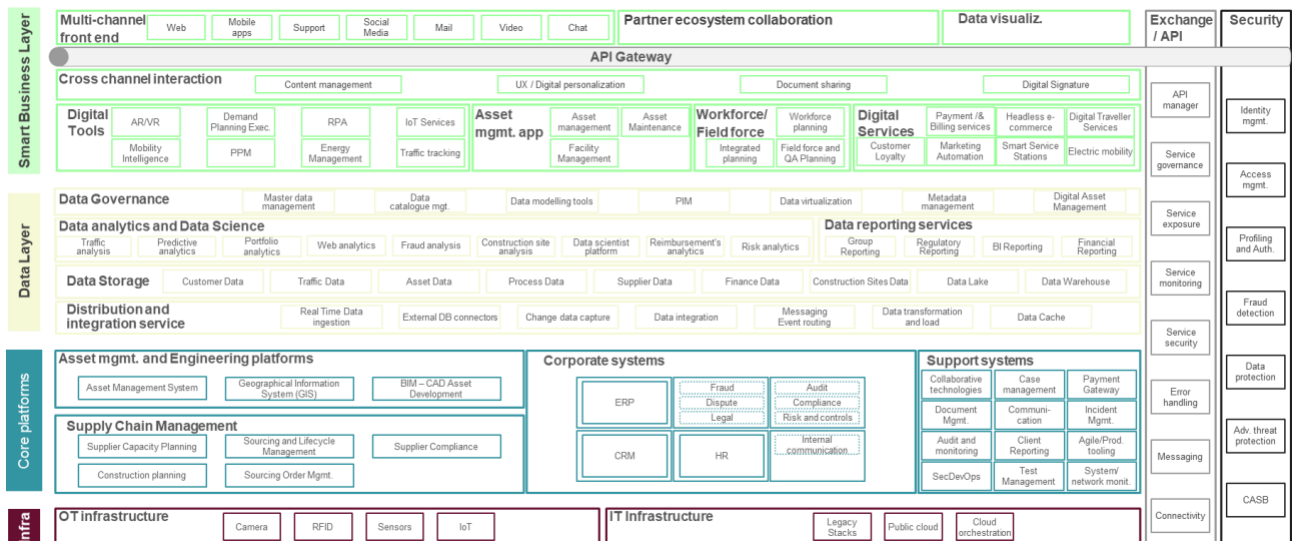 Smart Business Layer
Multi-channel
front end
Web
Mobile
apps
Support
Social
Media
Mail
Video
Chat
Partner ecosystem collaboration
Data visualiz.
Exchange
/ API
Security
API Gateway
Cross channel interaction
Content management
UX / Digital personalization
Document sharing
Digital Signature
Digital
Tools
AR/VR
Demand
Planning Exec.
RPA
IoT Services
Mobility
Intelligence
PPM
Energy
Management
Traffic tracking
Asset
mgmt. app
Asset
management
Asset
Maintenance
Facility
Management
Workforce/
Field force
Workforce
planning
Integrated
planning
Field force and
QA Planning
Digital
Services
Payment /&
Billing services
Headless e-
commerce
Digital Traveller
Services
Customer
Loyalty
Marketing
Automation
Smart Service
Stations
Electric mobility
Data Layer
Data Governance
Master data
management
Data
catalogue mgt.
Data modelling tools
PIM
Data virtualization
Metadata
management
Digital Asset
Management
Data analytics and Data Science
Traffic
analysis
Predictive
analytics
Portfolio
analytics
Web analytics
Fraud analysis
Construction site
analysis
Data scientist
platform
Reimbursement's
analytics
Risk analytics
Data reporting services
Group
Reporting
Regulatory
Reporting
BI Reporting
Financial
Reporting
Data Storage
Customer Data
Traffic Data
Asset Data
Process Data
Supplier Data
Finance Data
Construction Sites Data
Data Lake
Data Warehouse
Distribution and
integration service
Real Time Data
ingestion
External DB connectors
Change data capture
Data integration
Messaging
Event routing
Data transformation
and load
Data Cache
Core platforms
Asset mgmt. and Engineering platforms
Asset Management System
Geographical Information
System (GIS)
BIM – CAD Asset
Development
Supply Chain Management
Supplier Capacity Planning
Sourcing and Lifecycle
Management
Supplier Compliance
Construction planning
Sourcing Order Mgmt.
Corporate systems
ERP
Fraud
Dispute
Legal
Audit
Compliance
Risk and controls
CRM
HR
Internal
communication
Support systems
Collaborative
technologies
Case
management
Payment
Gateway
Document
Mgmt.
Communi-
cation
Incident
Mgmt.
Audit and
monitoring
Client
Reporting
Agile/Prod.
tooling
SecDevOps
Test
Management
System/
network monit.
Infra
OT infrastructure
Camera
RFID
Sensors
IoT
IT Infrastructure
Legacy
Stacks
Public cloud
Cloud
orchestration
API
manager
Service
governance
Service
exposure
Service
monitoring
Service
security
Error
handling
Messaging
Connectivity
Identity
mgmt.
Access
mgmt.
Profiling
and Auth.
Fraud
detection
Data
protection
Adv. threat
protection
CASB